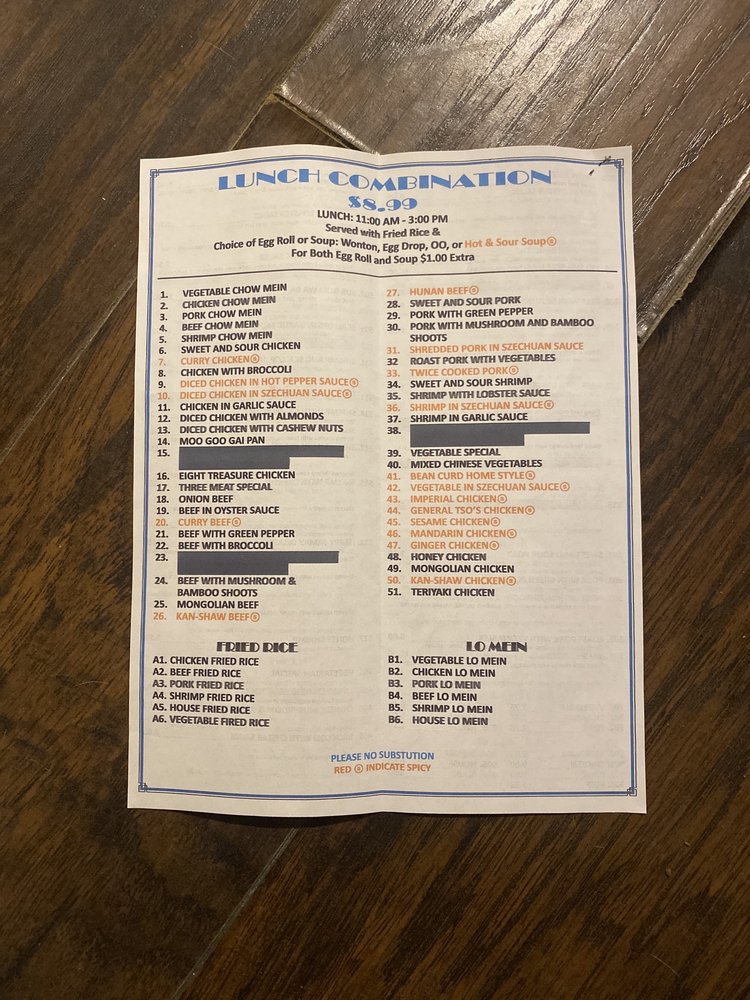 LUNCH COMBINATION
$8.99
LUNCH: 11:00 AM - 3:00 PM
Served with Fried Rice &
Choice of Egg Roll or Soup: Wonton, Egg Drop, OO, or Hot & Sour Soup®
For Both Egg Roll and Soup $1.00 Extra
1. VEGETABLE CHOW MEIN
2. CHICKEN CHOW MEIN
3. PORK CHOW MEIN
4. BEEF CHOW MEIN
5. SHRIMP CHOW MEIN
6. SWEET AND SOUR CHICKEN
7. CURRY CHICKEN®
8. CHICKEN WITH BROCCOLI
9. DICED CHICKEN IN HOT PEPPER SAUCE®
10. DICED CHICKEN IN SZECHUAN SAUCE®
11. CHICKEN IN GARLIC SAUCE
12. DICED CHICKEN WITH ALMONDS
13. DICED CHICKEN WITH CASHEW NUTS
14. MOO GOO GAI PAN
15.
16. EIGHT TREASURE CHICKEN
17. THREE MEAT SPECIAL
18. ONION BEEF
19. BEEF IN OYSTER SAUCE
20. CURRY BEEF®
21. BEEF WITH GREEN PEPPER
22. BEEF WITH BROCCOLI
23.
24. BEEF WITH MUSHROOM &
BAMBOO SHOOTS
25. MONGOLIAN BEEF
26. KAN-SHAW BEEF®
27. HUNAN BEEF®
28. SWEET AND SOUR PORK
29. PORK WITH GREEN PEPPER
30. PORK WITH MUSHROOM AND BAMBOO
SHOOTS
31. SHREDDED PORK IN SZECHUAN SAUCE
32 ROAST PORK WITH VEGETABLES
33. TWICE COOKED PORK®
34. SWEET AND SOUR SHRIMP
35. SHRIMP WITH LOBSTER SAUCE
36. SHRIMP IN SZECHUAN SAUCE®
37. SHRIMP IN GARLIC SAUCE
38.
39. VEGETABLE SPECIAL
40. MIXED CHINESE VEGETABLES
41. BEAN CURD HOME STYLE®
42. VEGETABLE IN SZECHUAN SAUCE®
43. IMPERIAL CHICKEN®
44. GENERAL TSO'S CHICKEN®
45. SESAME CHICKEN®
46. MANDARIN CHICKEN®
47. GINGER CHICKEN®
48. HONEY CHICKEN
49. MONGOLIAN CHICKEN
50. KAN-SHAW CHICKEN®
51. TERIYAKI CHICKEN
FRIED RICE
A1. CHICKEN FRIED RICE
A2. BEEF FRIED RICE
A3. PORK FRIED RICE
A4. SHRIMP FRIED RICE
A5. HOUSE FRIED RICE
A6. VEGETABLE FIRED RICE
LO MEIN
B1. VEGETABLE LO MEIN
B2. CHICKEN LO MEIN
B3. PORK LO MEIN
B4. BEEF LO MEIN
B5. SHRIMP LO MEIN
B6. HOUSE LO MEIN
PLEASE NO SUBSTUTION
RED ® INDICATE SPICY